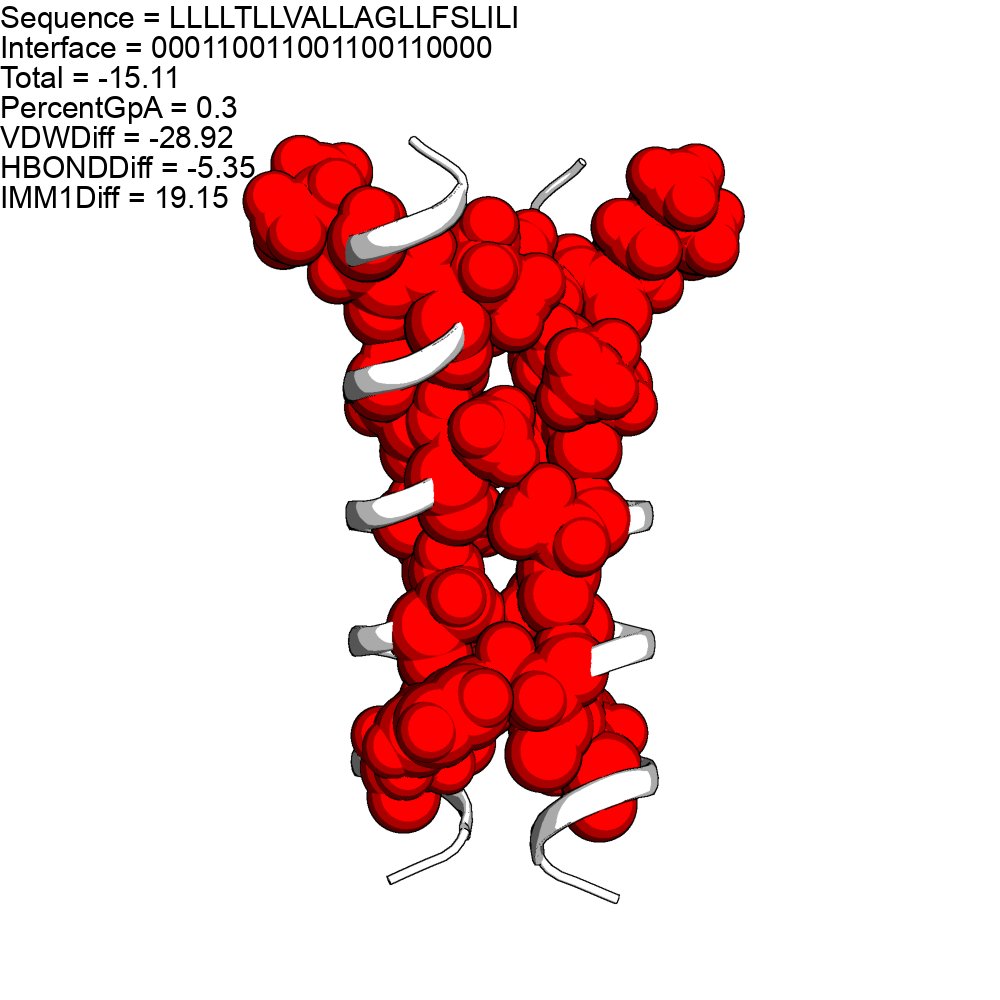 Sequence = LLLLTLLVALLAGLLFSLILI
Interface = 000110011001100110000
Total = -15.11
PercentGpA = 0.3
VDWDiff = -28.92
HBONDDiff = -5.35
IMM1Diff = 19.15